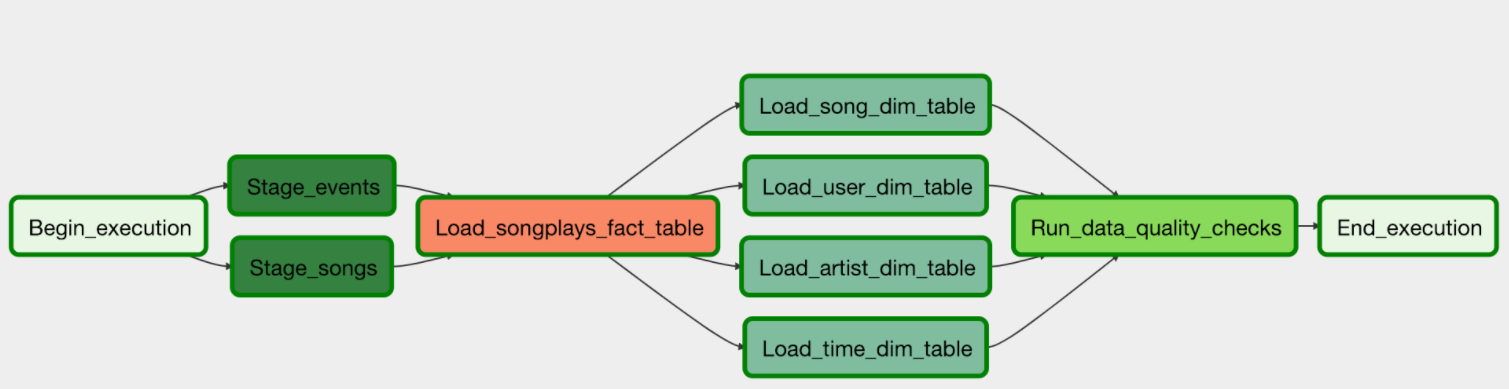 Begin_execution
Stage_events
Stage_songs
Load_songplays_fact_table
Load_song_dim_table
Load_user_dim_table
Load_artist_dim_table
Load_time_dim_table
Run_data_quality_checks
End_execution